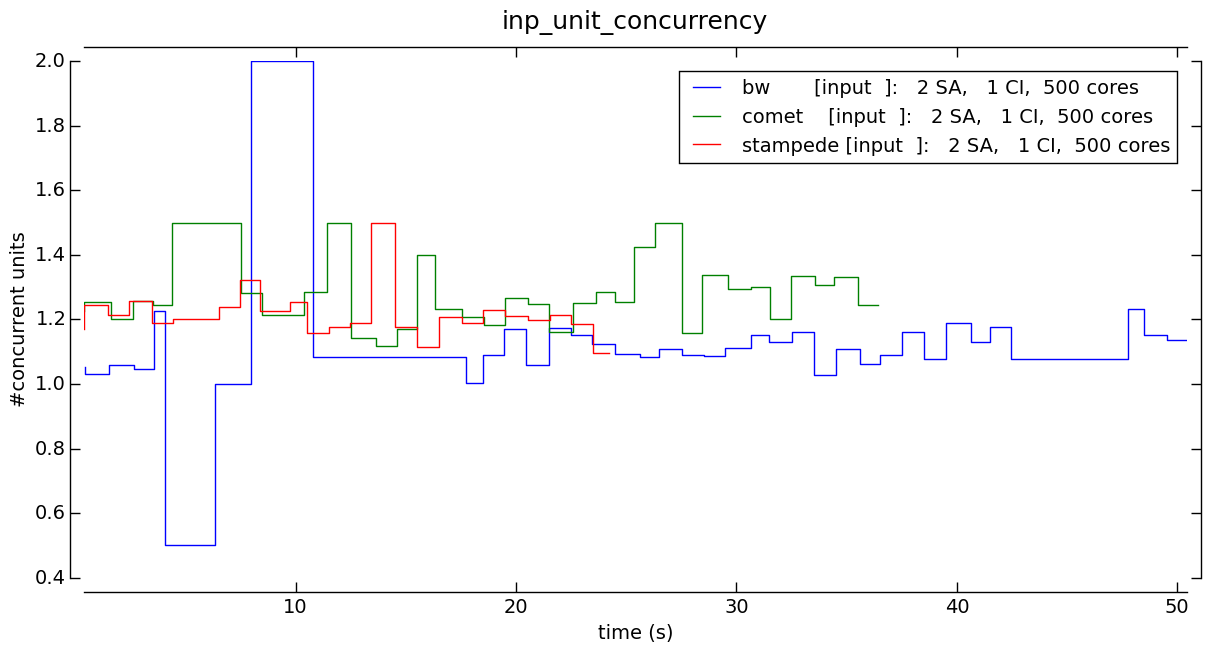 inp_unit_concurrency
bw       [input  ]:   2 SA,   1 CI,  500 cores
comet    [input  ]:   2 SA,   1 CI,  500 cores
stampede [input  ]:   2 SA,   1 CI,  500 cores
#concurrent units
2.0
1.8
1.6
1.4
1.2
1.0
0.8
0.6
0.4
10 20 30 40 50
time (s)